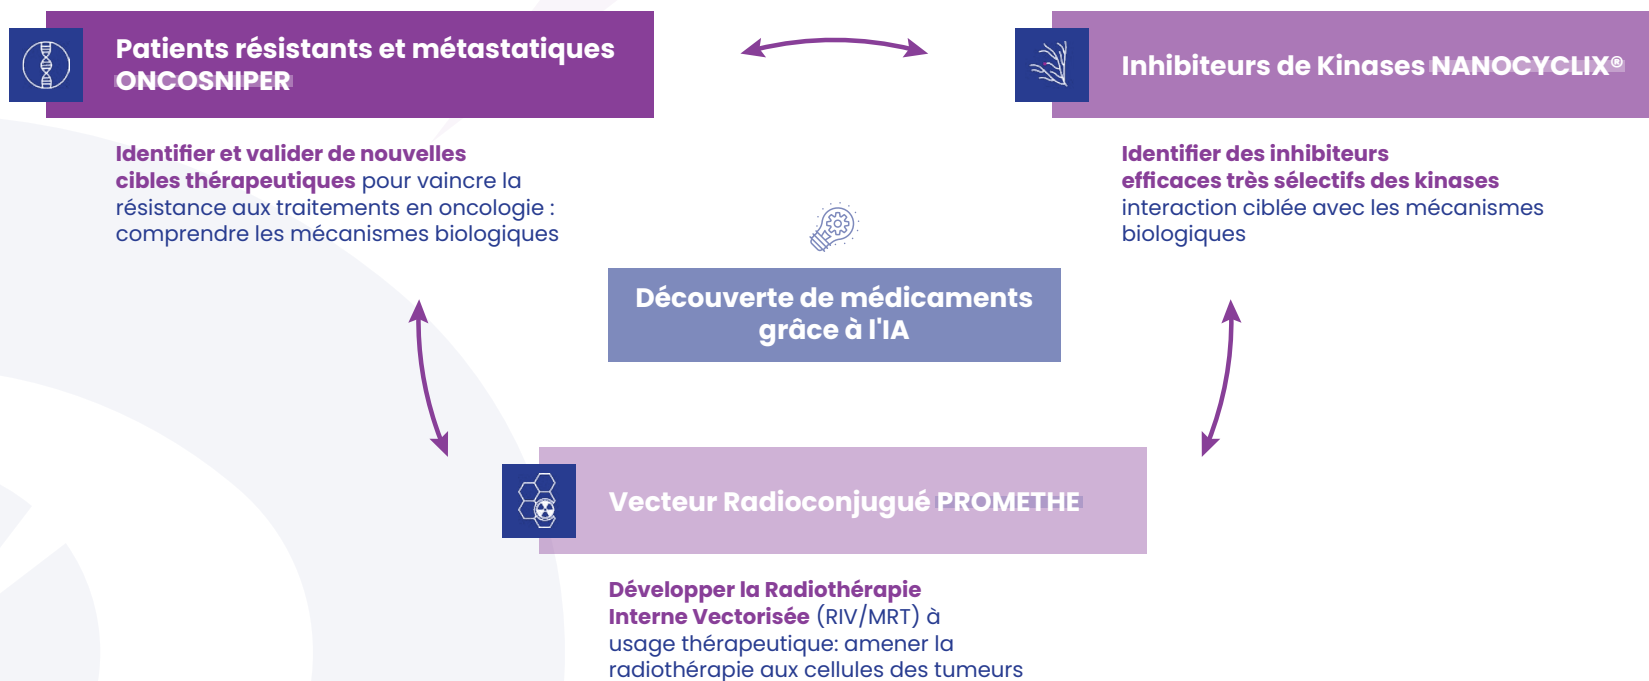 Patients résistants et métastatiques
ONCOSNIPER
Identifier et valider de nouvelles
cibles thérapeutiques pour vaincre la
résistance aux traitements en oncologie :
comprendre les mécanismes biologiques
Inhibiteurs de Kinases NANOCYCLIX®
Identifier des inhibiteurs
efficaces très sélectifs des kinases
interaction ciblée avec les mécanismes
biologiques
Découverte de médicaments
grâce à l'IA
Vecteur Radioconjugué PROMETHE
Développer la Radiothérapie
Interne Vectorisée (RIV/MRT) à
usage thérapeutique: amener la
radiothérapie aux cellules des tumeurs